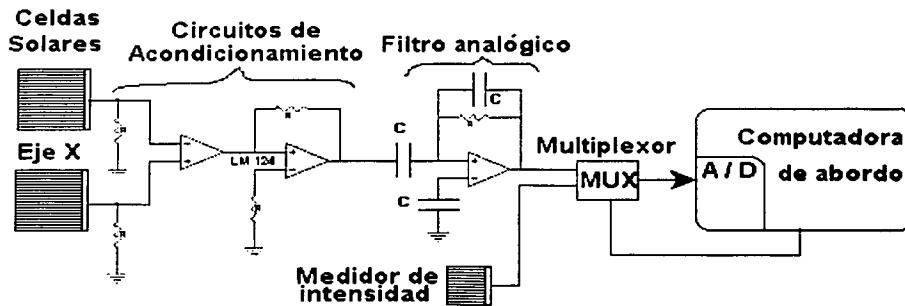 Celdas
Solares
Circuitos de
Acondicionamiento
Filtro analógico
Eje X
LM 124
R
R
R
R
R
C
C
C
Multiplexor
MUX
A / D
Computadora
de abordo
Medidor de
intensidad